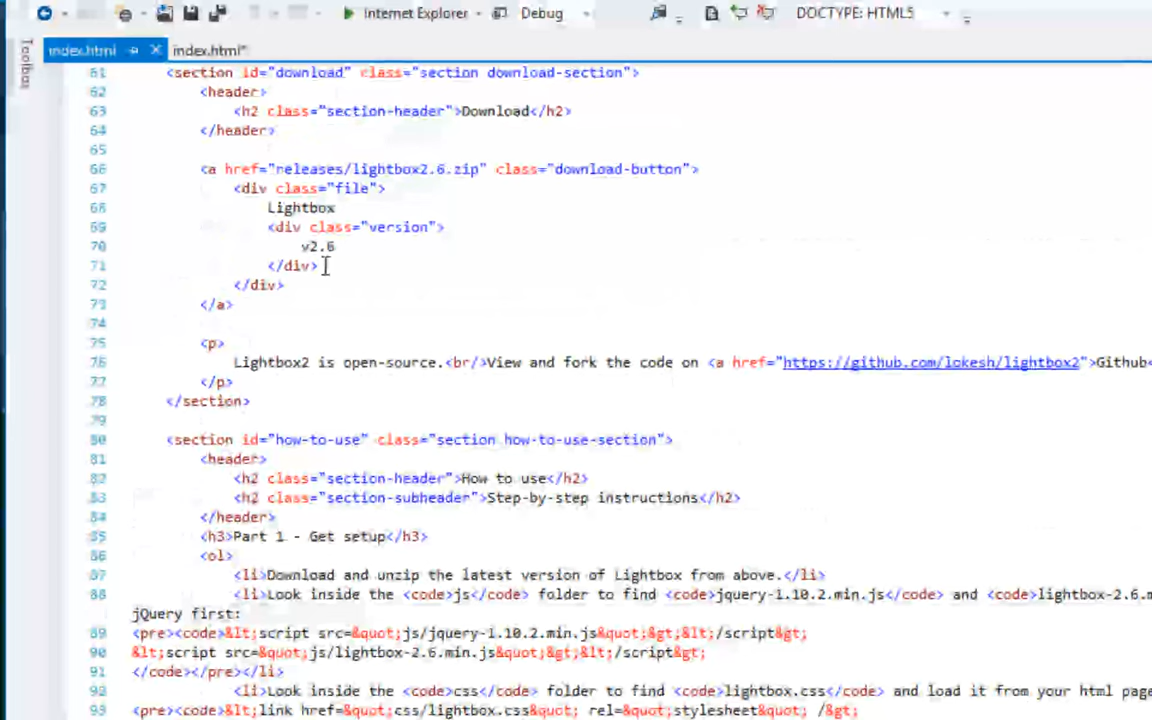 Internet Explorer Debug DOCTYPE: HTML5
Toolbox
index.html index.html*
61 <section id="download" class="section download-section">
62 <header>
63 <h2 class="section-header">Download</h2>
64 </header>
65
66 <a href="releases/lightbox2.6.zip" class="download-button">
67 <div class="file">
68 Lightbox
69 <div class="version">
70 v2.6
71 </div>
72 </div>
73 </a>
74
75 <p>
76 Lightbox2 is open-source.<br/>View and fork the code on <a href="https://github.com/lokesh/lightbox2">Github<
77 </p>
78 </section>
79
80 <section id="how-to-use" class="section how-to-use-section">
81 <header>
82 <h2 class="section-header">How to use</h2>
83 <h2 class="section-subheader">Step-by-step instructions</h2>
84 </header>
85 <h3>Part 1 - Get setup</h3>
86 <ol>
87 <li>Download and unzip the latest version of Lightbox from above.</li>
88 <li>Look inside the <code>js</code> folder to find <code>jquery-1.10.2.min.js</code> and <code>lightbox-2.6.m
jQuery first:
89 <pre><code>&lt;script src=&quot;js/jquery-1.10.2.min.js&quot;&gt;&lt;/script&gt;
90 &lt;script src=&quot;js/lightbox-2.6.min.js&quot;&gt;&lt;/script&gt;
91 </code></pre></li>
92 <li>Look inside the <code>css</code> folder to find <code>lightbox.css</code> and load it from your html page
93 <pre><code>&lt;link href=&quot;css/lightbox.css&quot; rel=&quot;stylesheet&quot; /&gt;